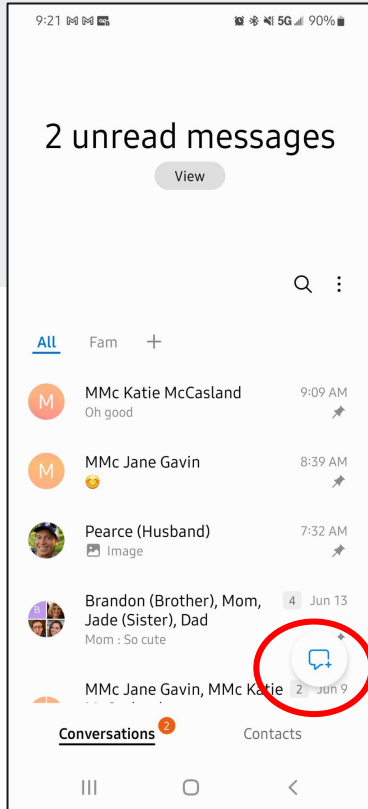 9:21 5G 90%
2 unread messages
View
All Fam +
M MMc Katie McCasland 9:09 AM
Oh good
M MMc Jane Gavin 8:39 AM
Pearce (Husband) 7:32 AM
Image
Brandon (Brother), Mom, 4 Jun 13
B Jade (Sister), Dad
Mom : So cute
MMc Jane Gavin, MMc Katie 2 Jun 9
Conversations 2 Contacts